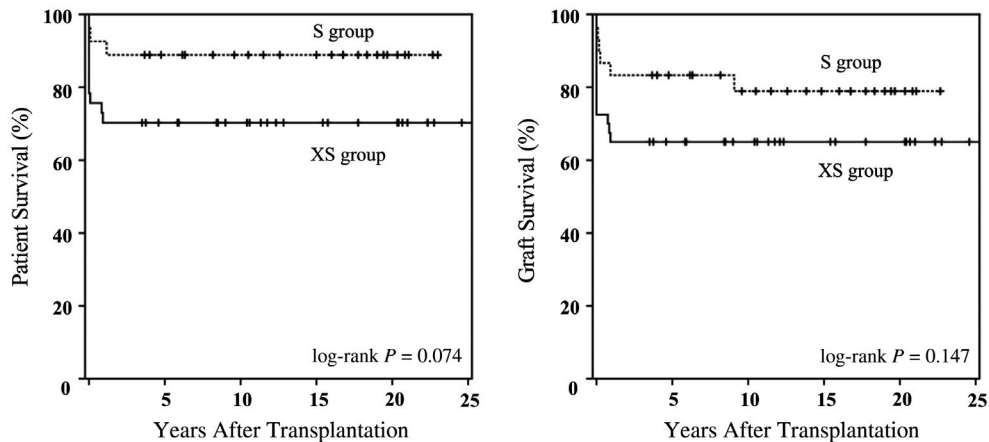 100
80
60
40
20
0
Patient Survival (%)
S group
XS group
log-rank P = 0.074
5 10 15 20 25
Years After Transplantation
100
80
60
40
20
0
Graft Survival (%)
S group
XS group
log-rank P = 0.147
5 10 15 20 25
Years After Transplantation